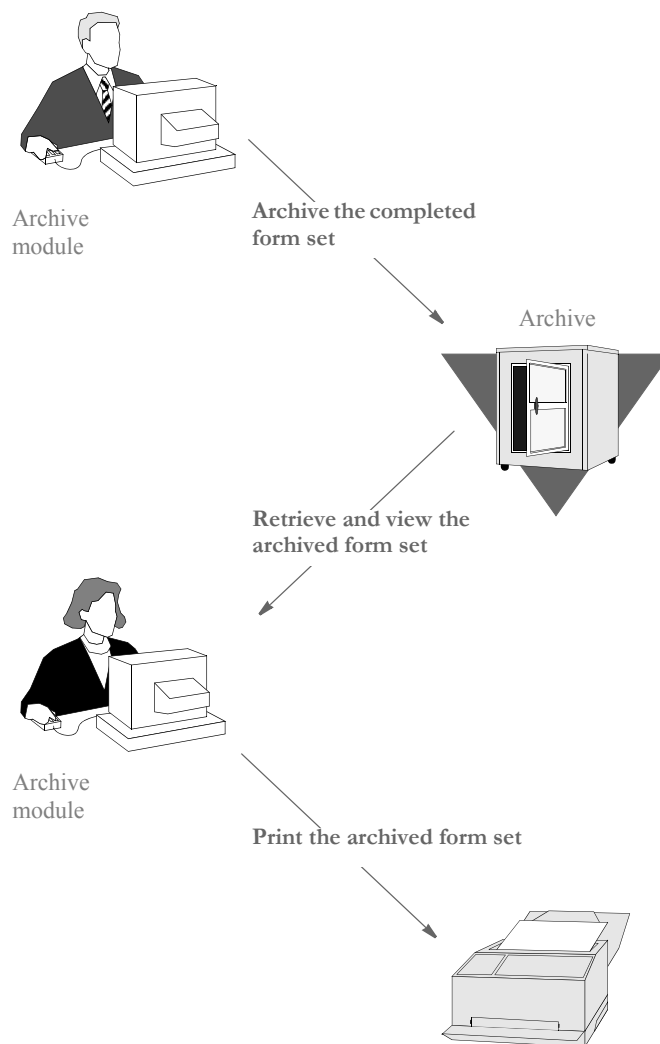 Archive
module
Archive the completed
form set
Archive
Retrieve and view the
archived form set
Archive
module
Print the archived form set